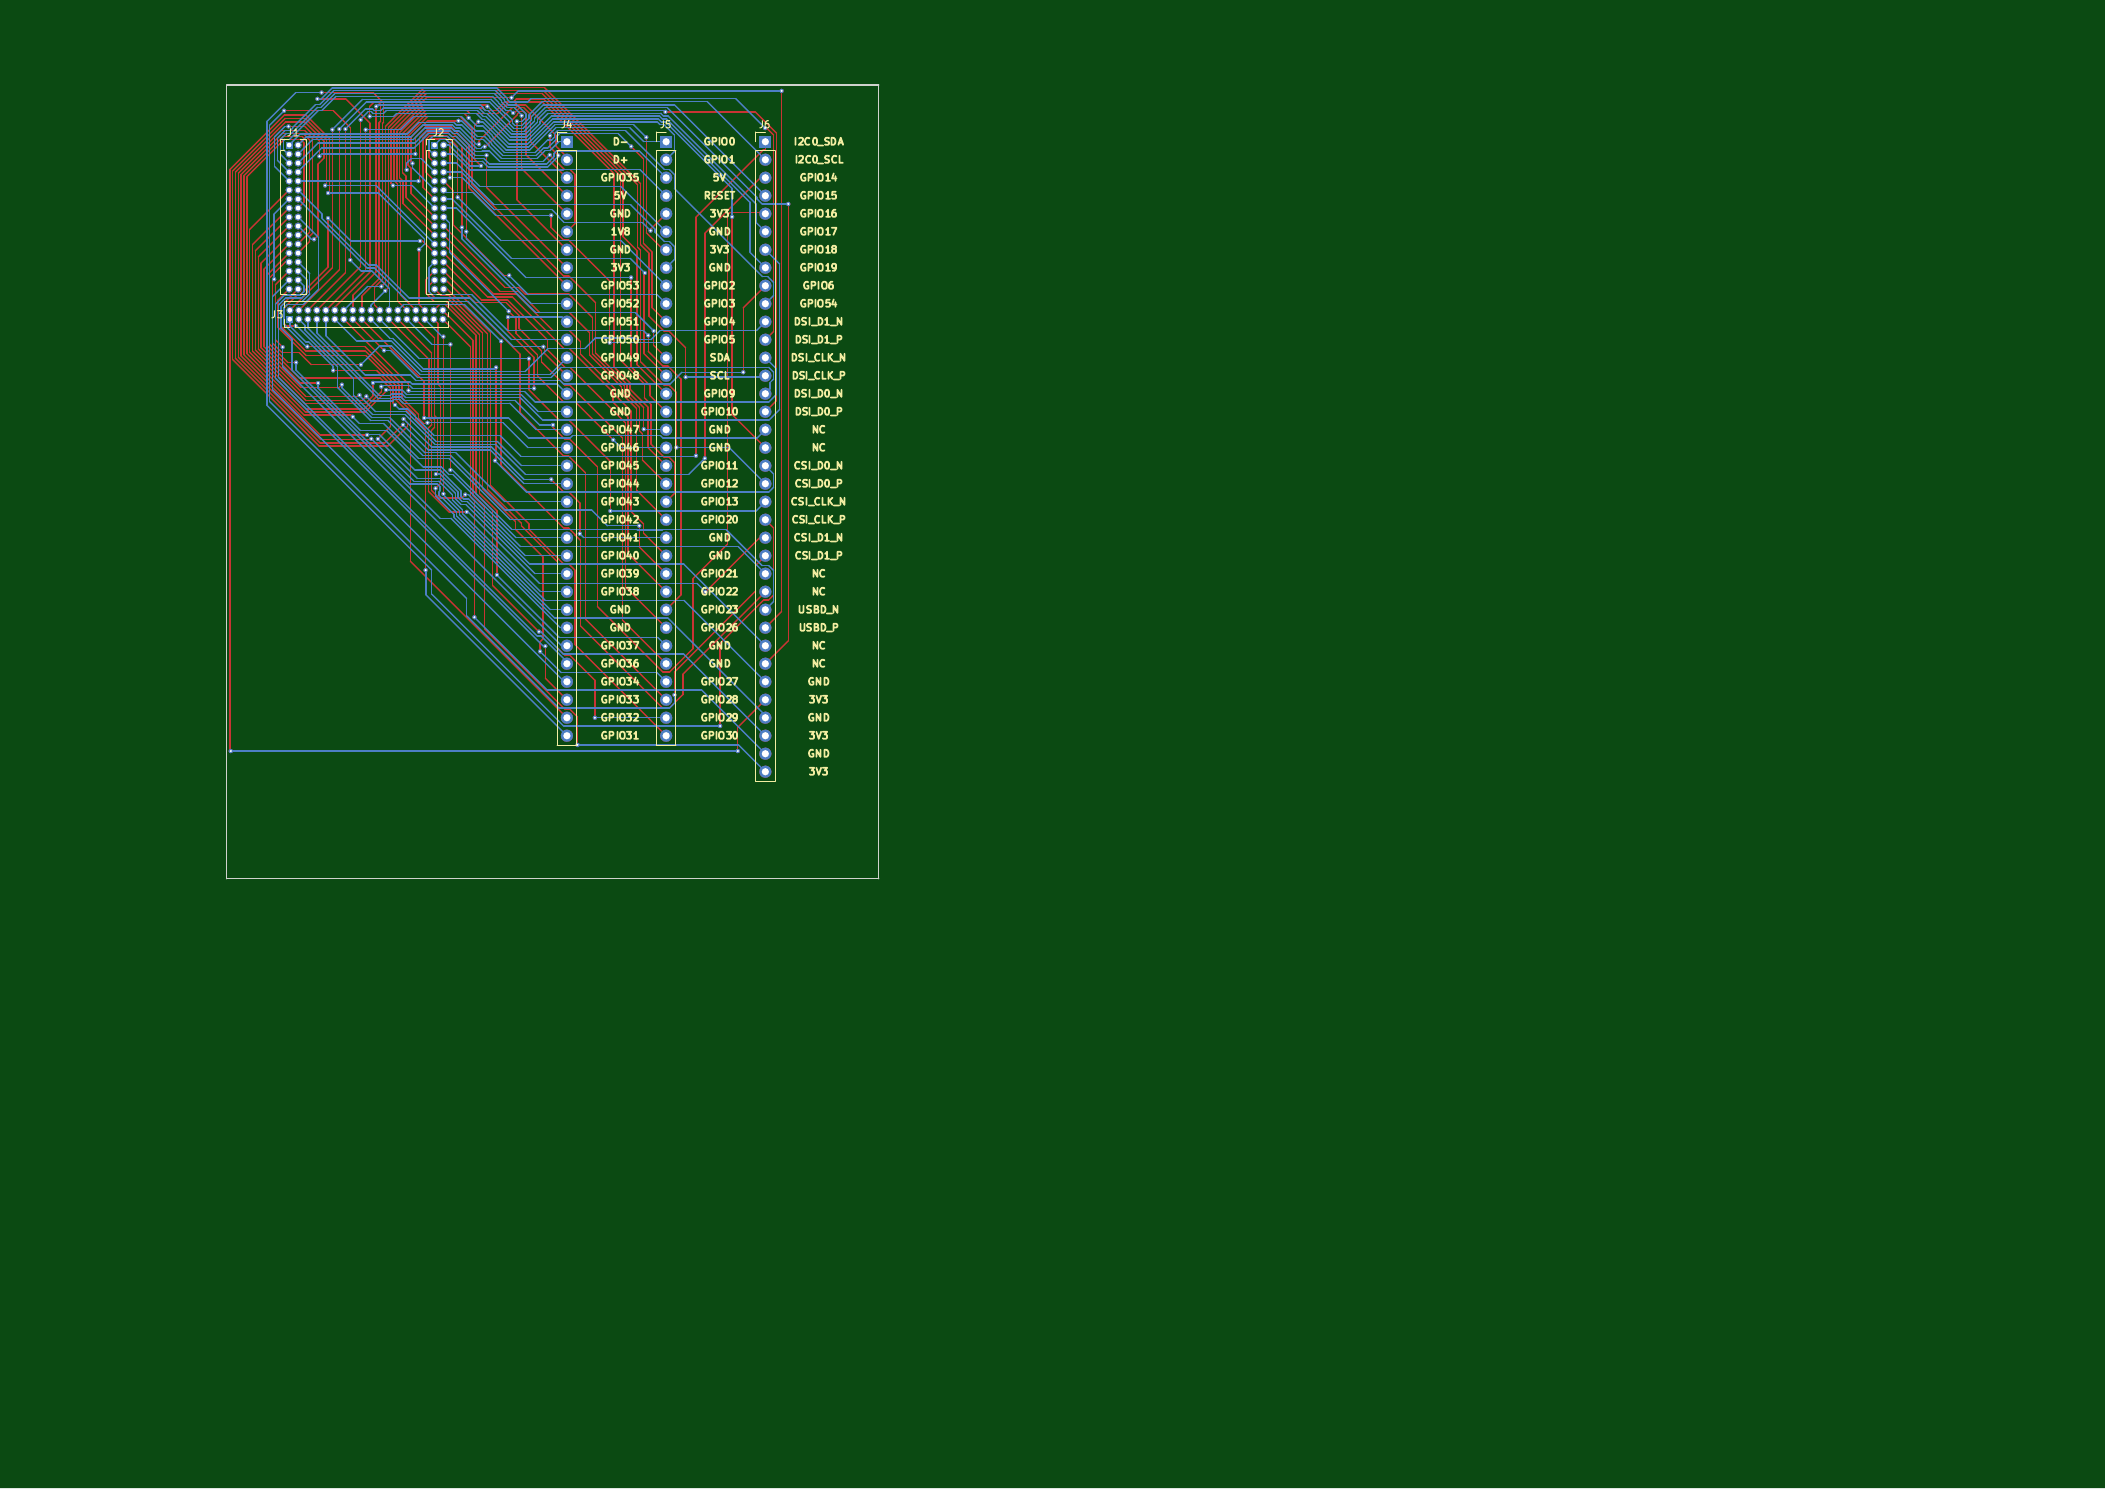 J1 J2 J4 J5 J6
D- GPIO0 I2C0_SDA
D+ GPIO1 I2C0_SCL
GPIO35 5V GPIO14
5V RESET GPIO15
GND 3V3 GPIO16
1V8 GND GPIO17
GND 3V3 GPIO18
3V3 GND GPIO19
GPIO53 GPIO2 GPIO6
GPIO52 GPIO3 GPIO54
J3
GPIO51 GPIO4 DSI_D1_N
GPIO50 GPIO5 DSI_D1_P
GPIO49 SDA DSI_CLK_N
GPIO48 SCL DSI_CLK_P
GND GPIO9 DSI_D0_N
GND GPIO10 DSI_D0_P
GPIO47 GND NC
GPIO46 GND NC
GPIO45 GPIO11 CSI_D0_N
GPIO44 GPIO12 CSI_D0_P
GPIO43 GPIO13 CSI_CLK_N
GPIO42 GPIO20 CSI_CLK_P
GPIO41 GND CSI_D1_N
GPIO40 GND CSI_D1_P
GPIO39 GPIO21 NC
GPIO38 GPIO22 NC
GND GPIO23 USBD_N
GND GPIO26 USBD_P
GPIO37 GND NC
GPIO36 GND NC
GPIO34 GPIO27 GND
GPIO33 GPIO28 3V3
GPIO32 GPIO29 GND
GPIO31 GPIO30 3V3
GND
3V3